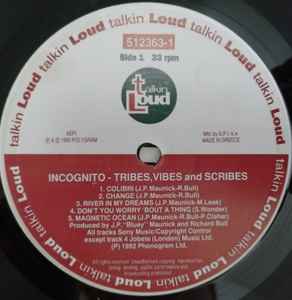 talkin Loud talkin Loud talkin Loud talkin Loud talkin Loud
512363-1
Side 1 33 rpm
talkin
Loud
MADE IN GREECE
INCOGNITO - TRIBES,VIBES and SCRIBES
1. COLIBRI (J.P.Maunick-R.Bull)
2. CHANGE (J.P.Maunick-R.Bull)
3. RIVER IN MY DREAMS (J.P.Maunick-M.Leak)
4. DON'T YOU WORRY 'BOUT A THING (S.Wonder)
5. MAGNETIC OCEAN (J.P.Maunick-R.Bull-P.O'Harr)
Produced by J.P. "Bluey" Maunick and Richard Bull
All tracks Sony Music/Copyright Control
except track 4 Jobete (London) Music Ltd.
(P) 1992 Phonogram Ltd.